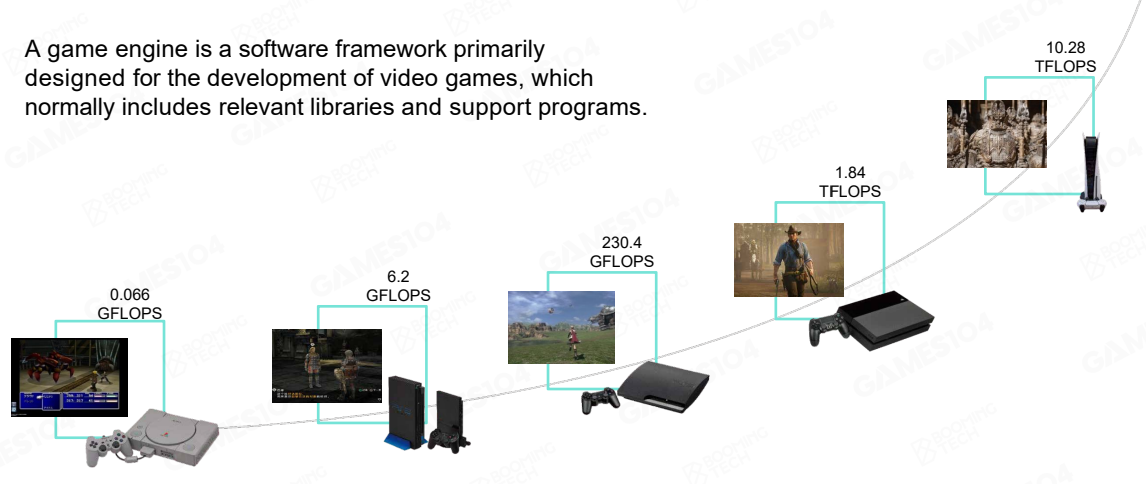 A game engine is a software framework primarily
designed for the development of video games, which
normally includes relevant libraries and support programs.
10.28
TFLOPS
1.84
TFLOPS
230.4
GFLOPS
6.2
GFLOPS
0.066
GFLOPS
GAMES104
BOOMING
TECH